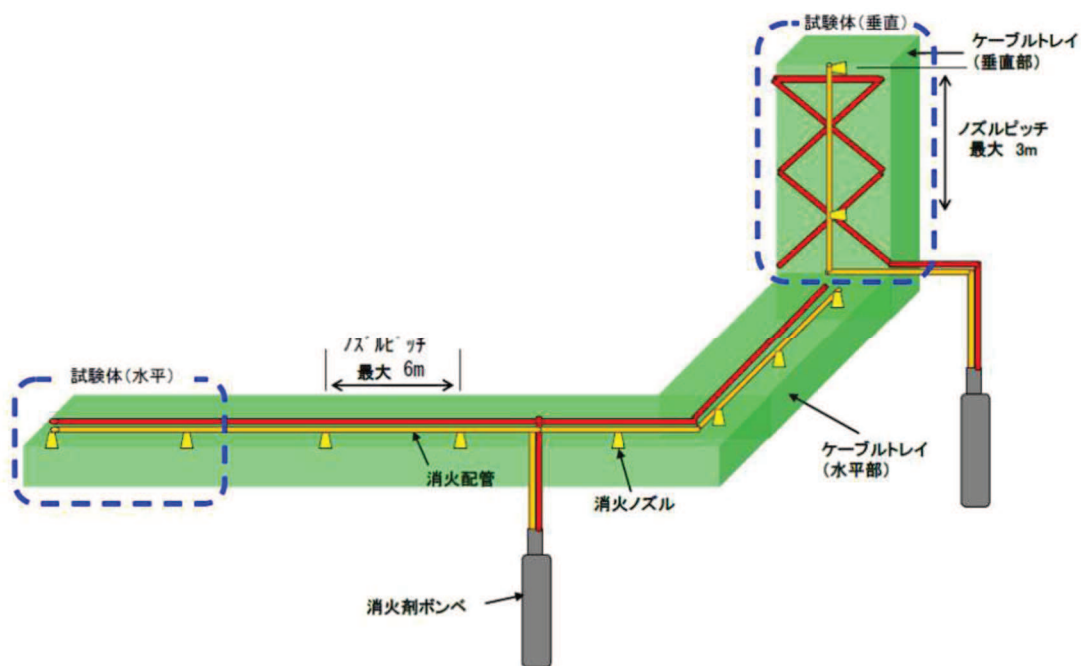 試験体(垂直)
ケーブルトレイ
(垂直部)
ノズルピッチ
最大 3m
ﾉｽﾞﾙﾋﾟｯﾁ
最大 6m
試験体(水平)
ケーブルトレイ
(水平部)
消火配管
消火ノズル
消火剤ボンベ